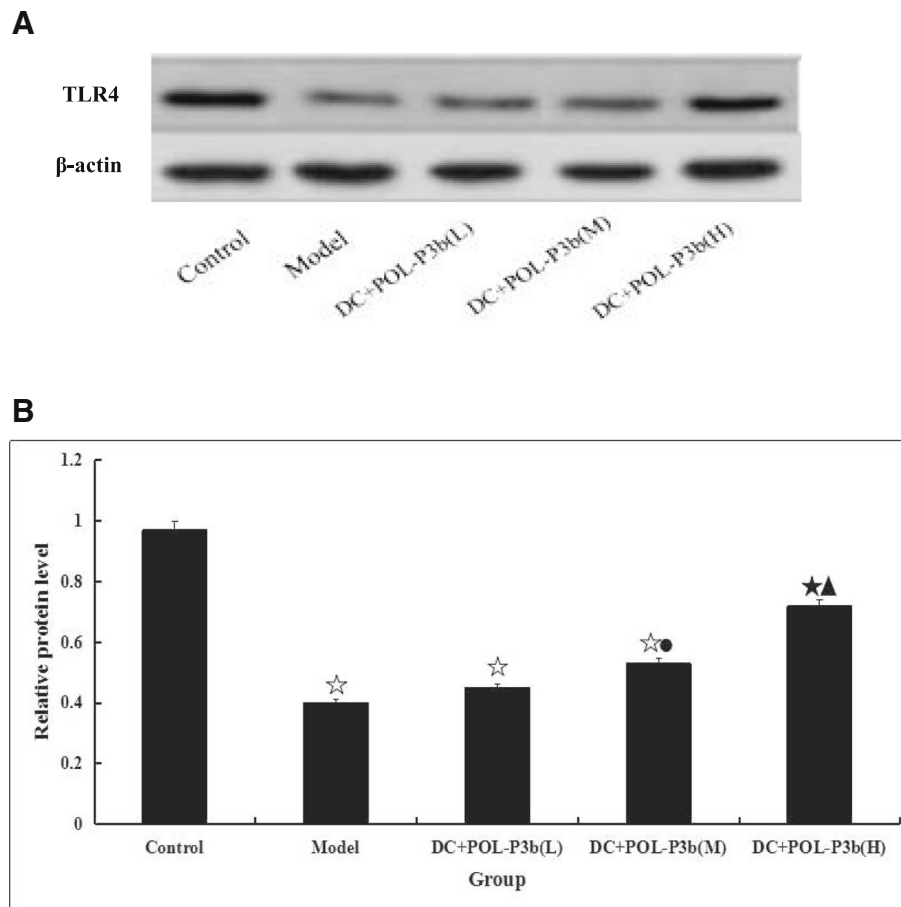 A
TLR4
β-actin
Control
Model
DC+POL-P3b(L)
DC+POL-P3b(M)
DC+POL-P3b(H)
B
Relative protein level
1.2
1
0.8
0.6
0.4
0.2
0
☆
☆
☆●
★▲
Control Model DC+POL-P3b(L) DC+POL-P3b(M) DC+POL-P3b(H)
Group